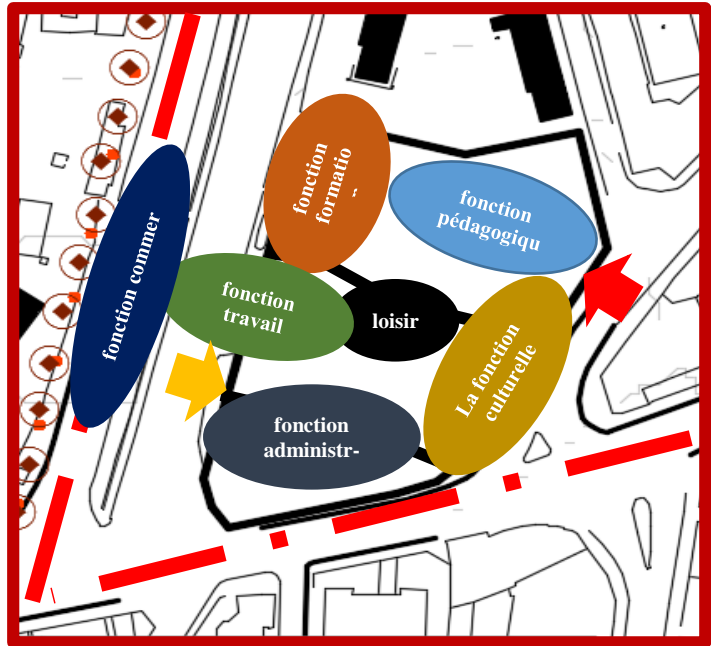 fonction
formatio
--
fonction
pédagogiqu
fonction commer
fonction
travail
loisir
La fonction
culturelle
fonction
administr-